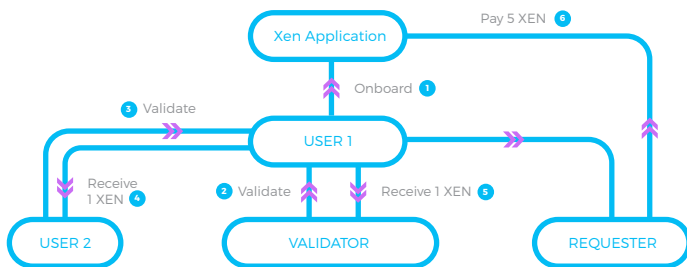 Pay 5 XEN 6
Xen Application
Onboard 1
3 Validate
USER 1
Receive
1 XEN 4
2 Validate
Receive 1 XEN 5
USER 2
VALIDATOR
REQUESTER